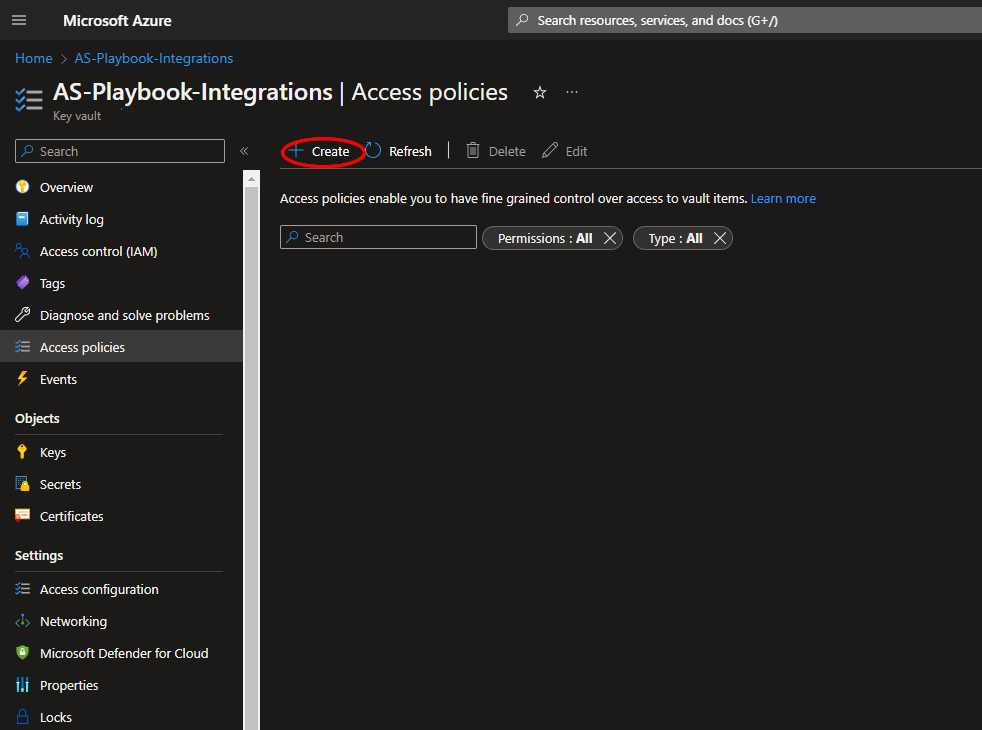 Microsoft Azure
Search resources, services, and docs (G+/)
Home > AS-Playbook-Integrations
AS-Playbook-Integrations | Access policies
Key vault
Search
Overview
Activity log
Access control (IAM)
Tags
Diagnose and solve problems
Access policies
Events
Objects
Keys
Secrets
Certificates
Settings
Access configuration
Networking
Microsoft Defender for Cloud
Properties
Locks
Create Refresh Delete Edit
Access policies enable you to have fine grained control over access to vault items. Learn more
Search Permissions : All Type : All